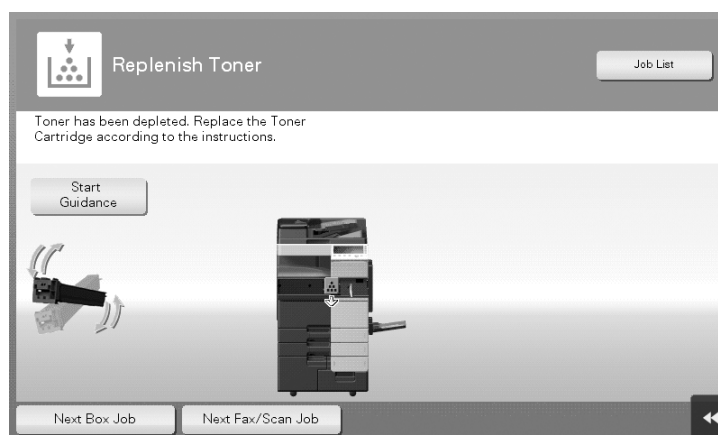 Replenish Toner
Job List
Toner has been depleted. Replace the Toner
Cartridge according to the instructions.
Start
Guidance
Next Box Job
Next Fax/Scan Job